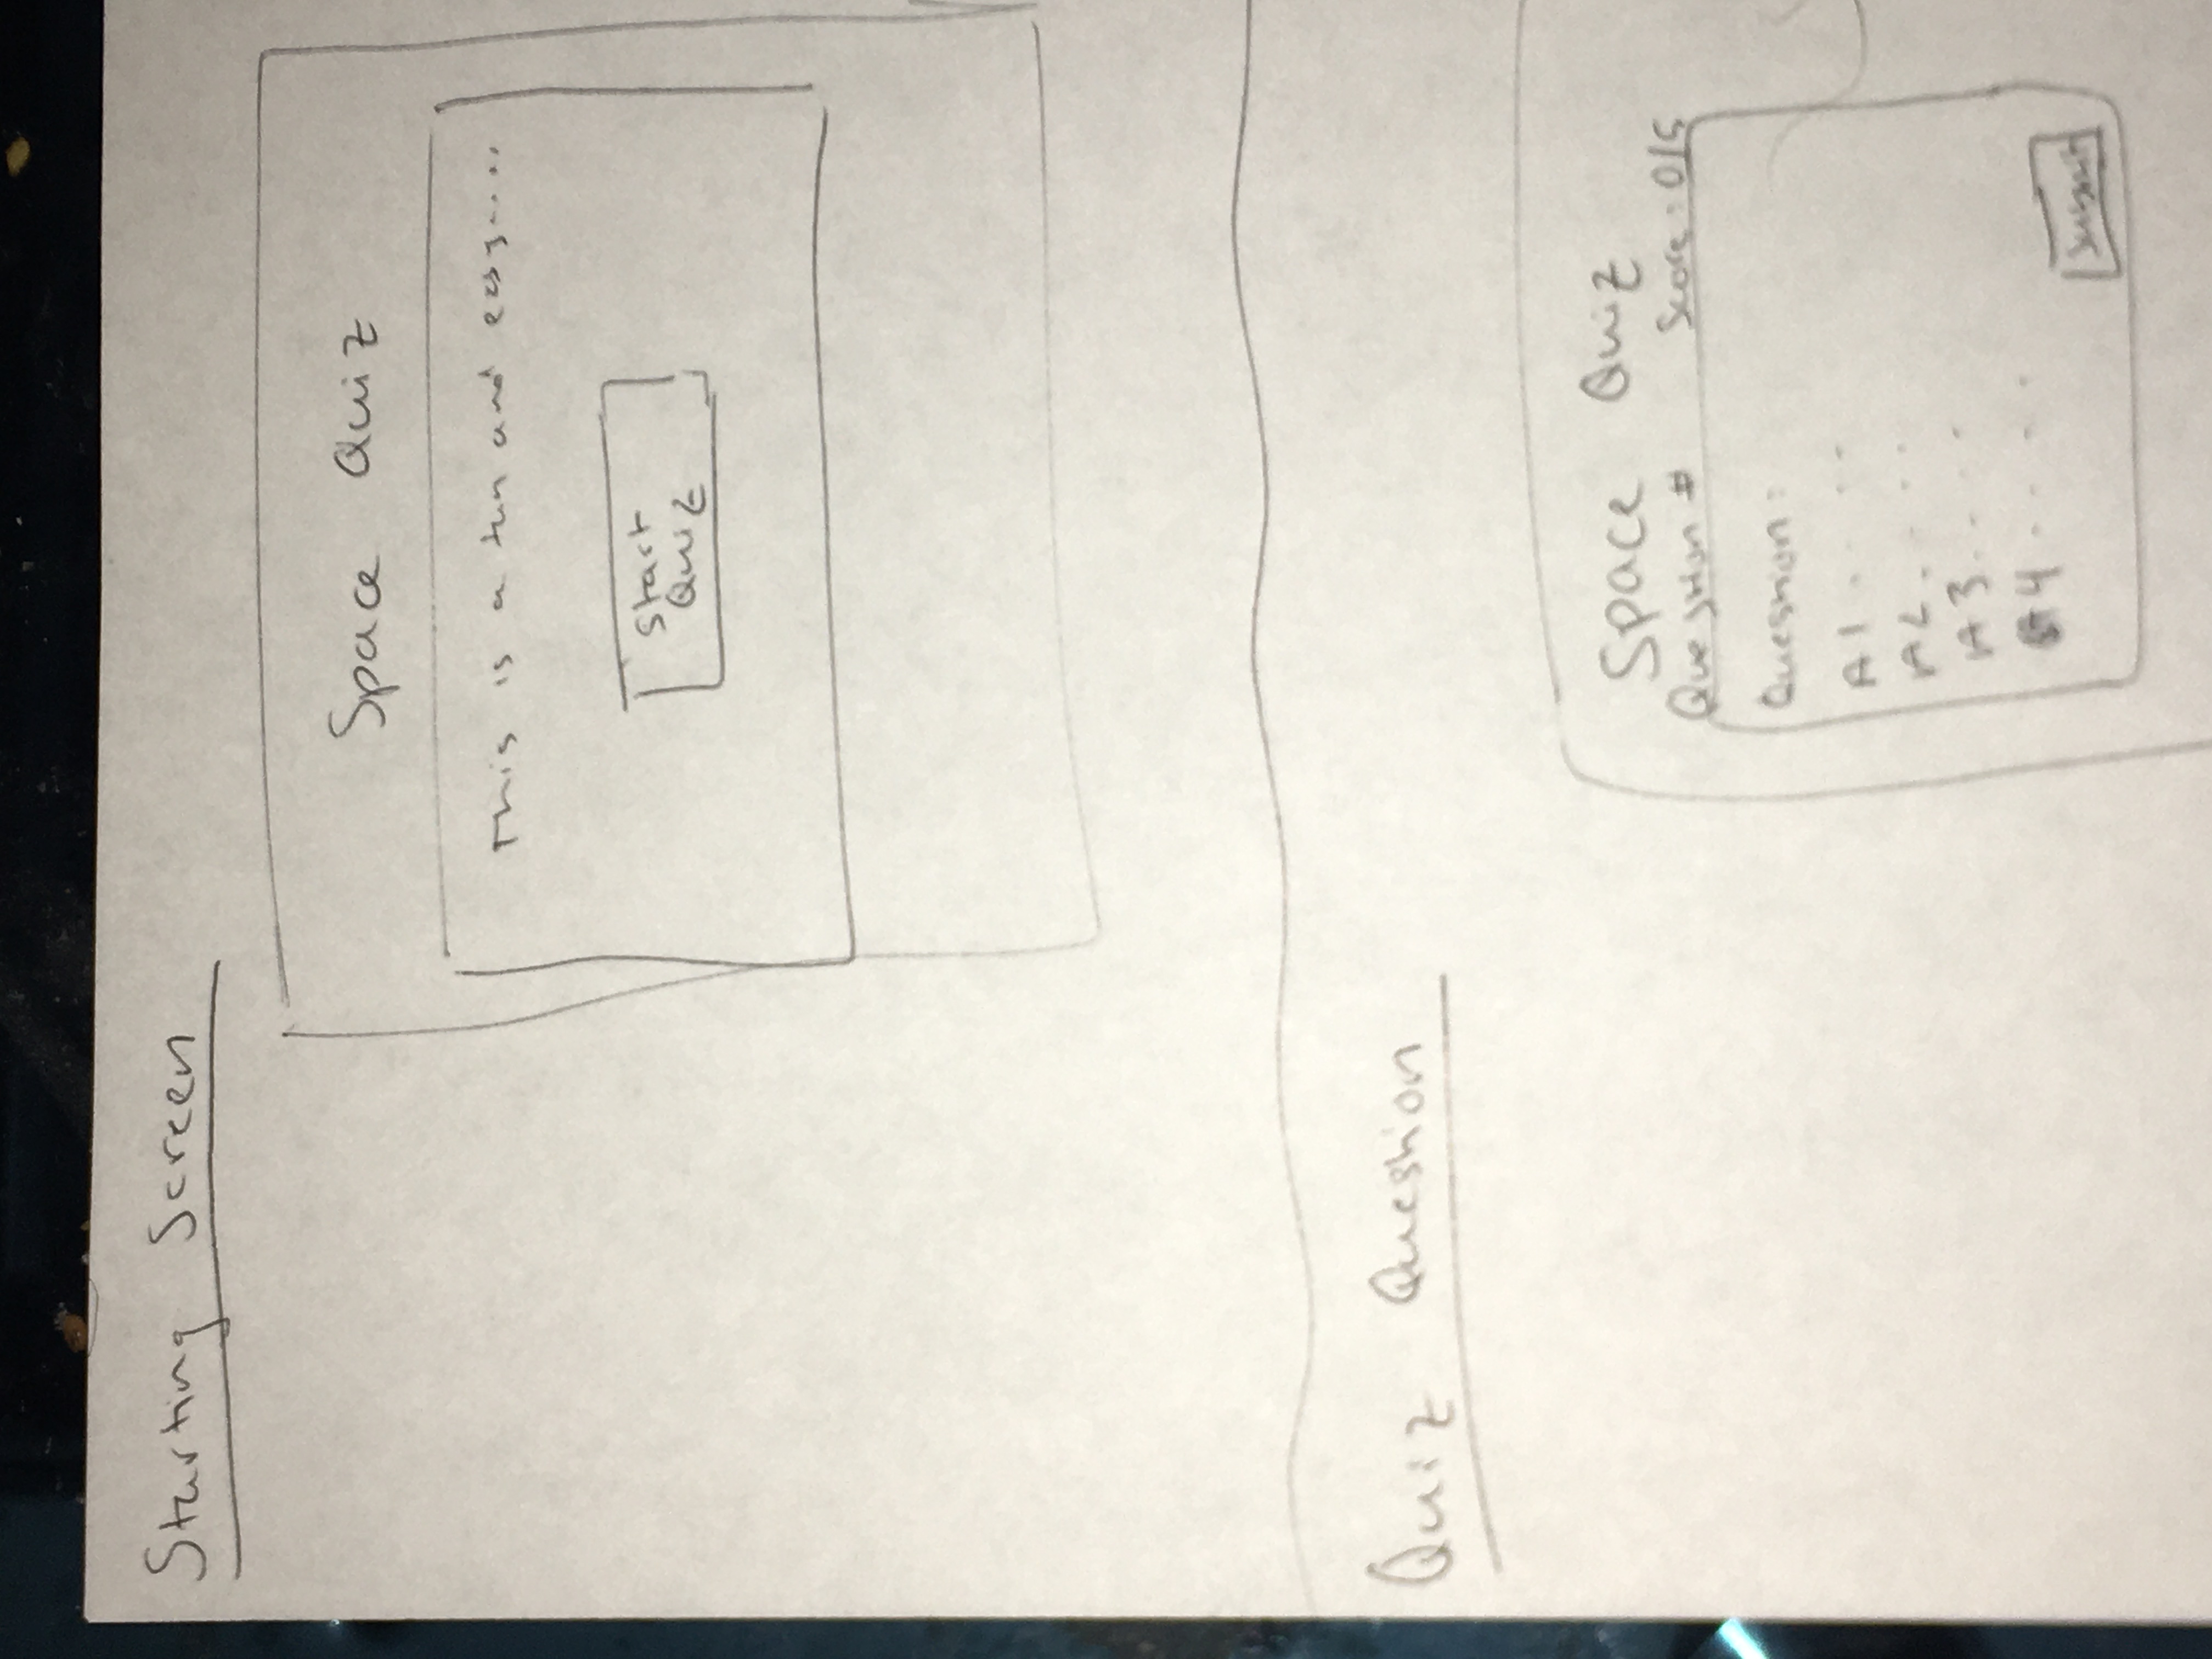 Starting Screen
Space Quiz
This is a fun and easy.....
Start
Quiz
Quiz Question
Space Quiz
Question # Score: 0/5
Question:
A1 . . . .
A2 . . . .
A3 . . . .
A4 . . . .
Submit